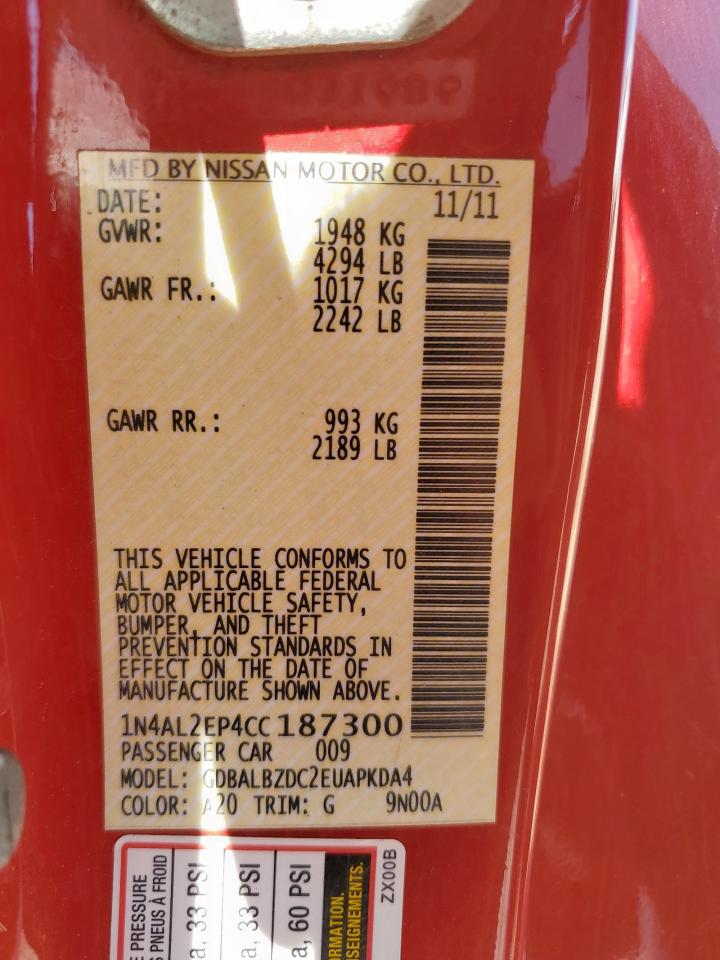 MFD BY NISSAN MOTOR CO., LTD.
DATE: 11/11
GVWR: 1948 KG
4294 LB
GAWR FR.: 1017 KG
2242 LB
GAWR RR.: 993 KG
2189 LB
THIS VEHICLE CONFORMS TO
ALL APPLICABLE FEDERAL
MOTOR VEHICLE SAFETY,
BUMPER, AND THEFT
PREVENTION STANDARDS IN
EFFECT ON THE DATE OF
MANUFACTURE SHOWN ABOVE.
1N4AL2EP4CC187300
PASSENGER CAR 009
MODEL: GDBALBZDC2EUAPKDA4
COLOR: A20 TRIM: G 9N00A
E PRESSURE
S PNEUS À FROID
a, 33 PSI
a, 33 PSI
a, 60 PSI
RMATION.
SEIGNEMENTS.
ZX00B